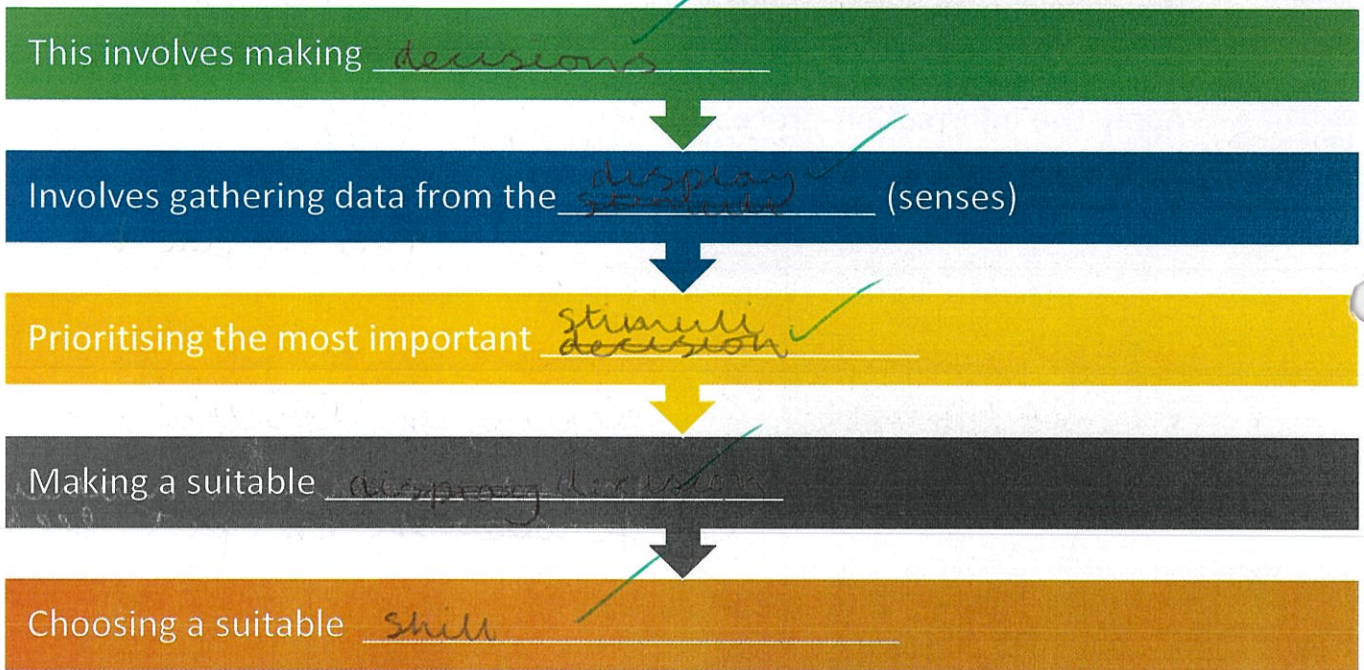 This involves making decisions
Involves gathering data from the display (senses)
Prioritising the most important stimuli
decision
Making a suitable display decision
Choosing a suitable skill